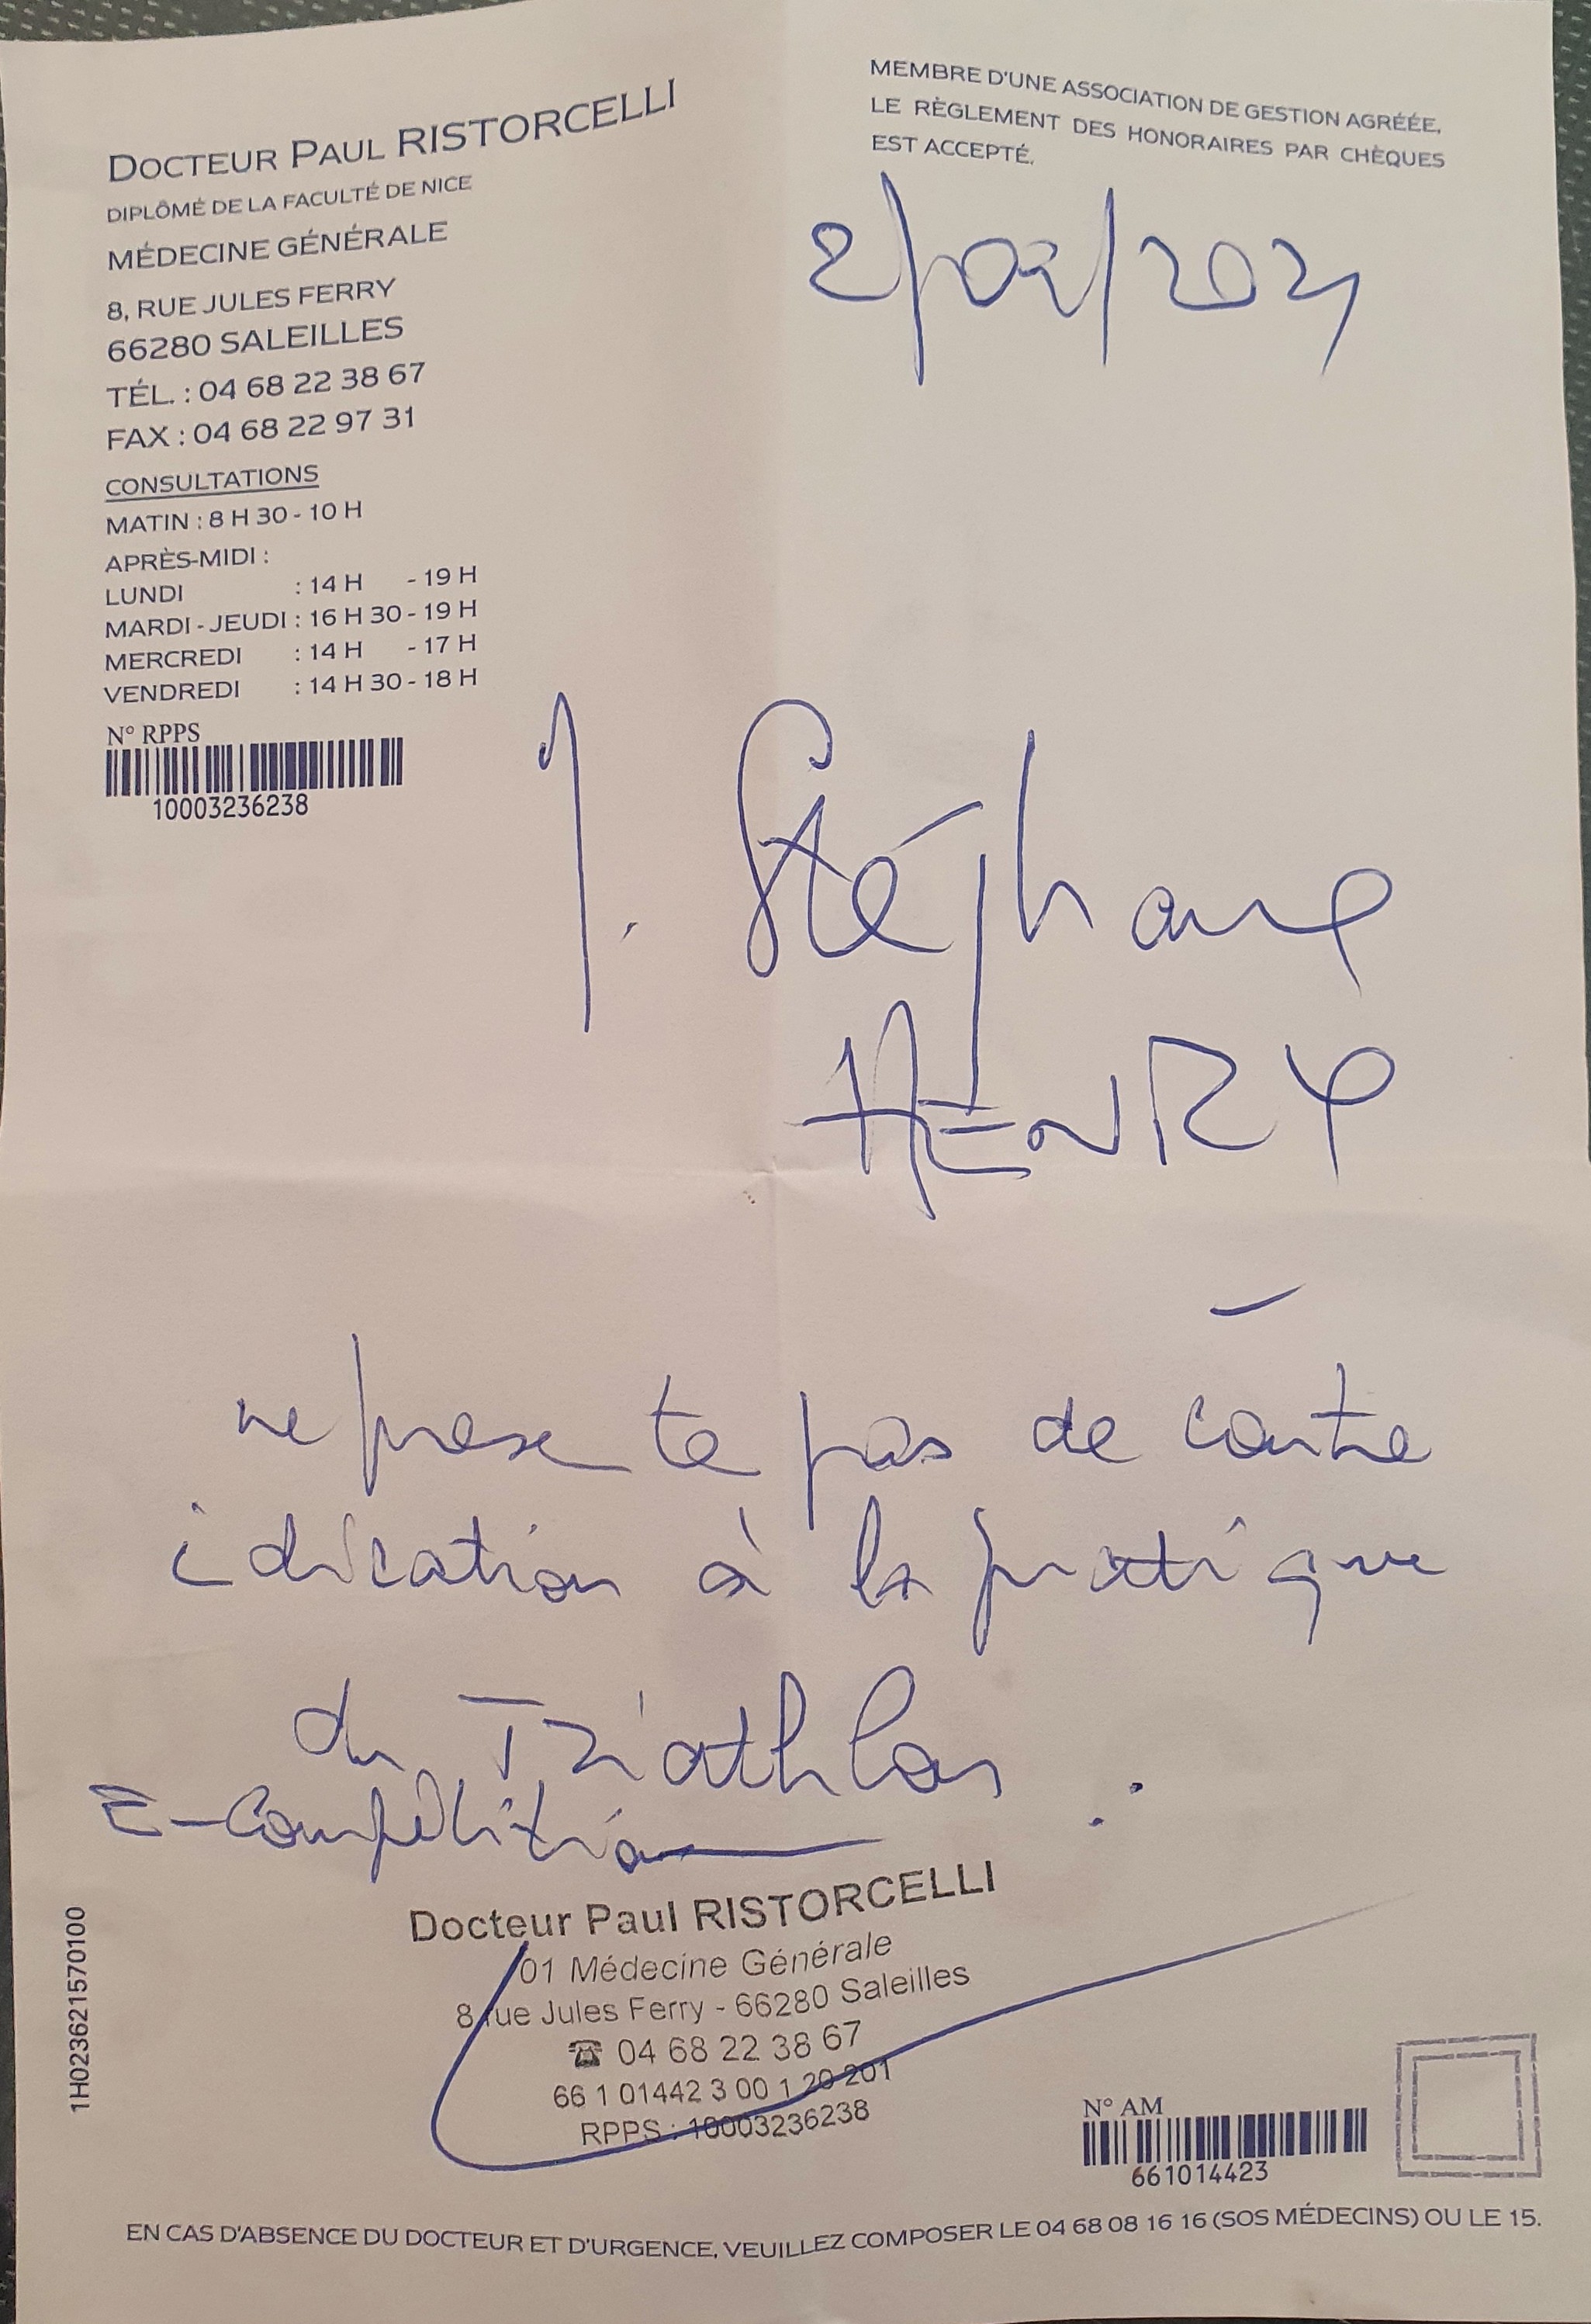 DOCTEUR PAUL RISTORCELLI
DIPLÔMÉ DE LA FACULTÉ DE NICE
MÉDECINE GÉNÉRALE
8, RUE JULES FERRY
66280 SALEILLES
TÉL. : 04 68 22 38 67
FAX : 04 68 22 97 31
CONSULTATIONS
MATIN : 8 H 30 - 10 H
APRÈS-MIDI :
LUNDI : 14 H - 19 H
MARDI - JEUDI : 16 H 30 - 19 H
MERCREDI : 14 H - 17 H
VENDREDI : 14 H 30 - 18 H
N° RPPS
10003236238
MEMBRE D'UNE ASSOCIATION DE GESTION AGRÉÉE,
LE RÈGLEMENT DES HONORAIRES PAR CHÈQUES
EST ACCEPTÉ.
2/02/2021
Stéphane
HENRY
ne presente pas de contre
idication à la pratique
du Triathlon
E-Compétition
Docteur Paul RISTORCELLI
01 Médecine Générale
8 rue Jules Ferry - 66280 Saleilles
☎ 04 68 22 38 67
66 1 01442 3 00 1 20 201
RPPS : 10003236238
1H023621570100
N° AM
661014423
EN CAS D'ABSENCE DU DOCTEUR ET D'URGENCE, VEUILLEZ COMPOSER LE 04 68 08 16 16 (SOS MÉDECINS) OU LE 15.